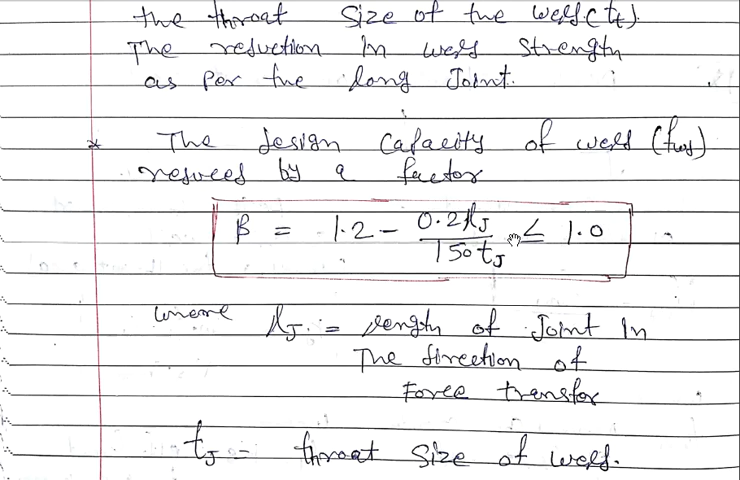 the throat size of the weld (tt).
The reduction in weld strength
as per the long Joint.
* The design capacity of weld (fwd)
reduced by a factor
β = 1.2 - 0.2lJ / 150tJ ≤ 1.0
where lJ = length of Joint In
The direction of
Force transfer
tJ = throat size of weld.